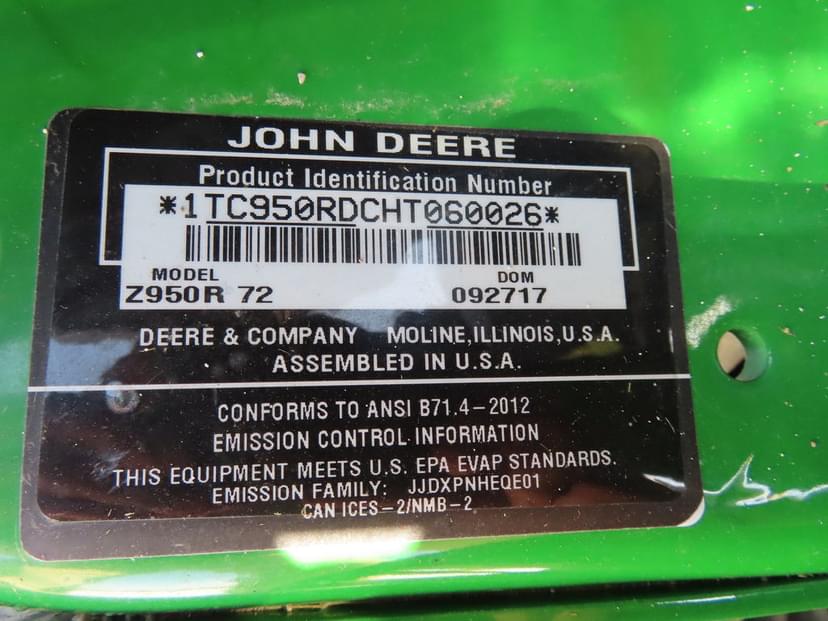 JOHN DEERE
Product Identification Number
*1TC950RDCHT060026*
MODEL DOM
Z950R 72 092717
DEERE & COMPANY MOLINE, ILLINOIS, U.S.A.
ASSEMBLED IN U.S.A.
CONFORMS TO ANSI B71.4-2012
EMISSION CONTROL INFORMATION
THIS EQUIPMENT MEETS U.S. EPA EVAP STANDARDS.
EMISSION FAMILY: JJDXPNHEQE01
CAN ICES-2/NMB-2